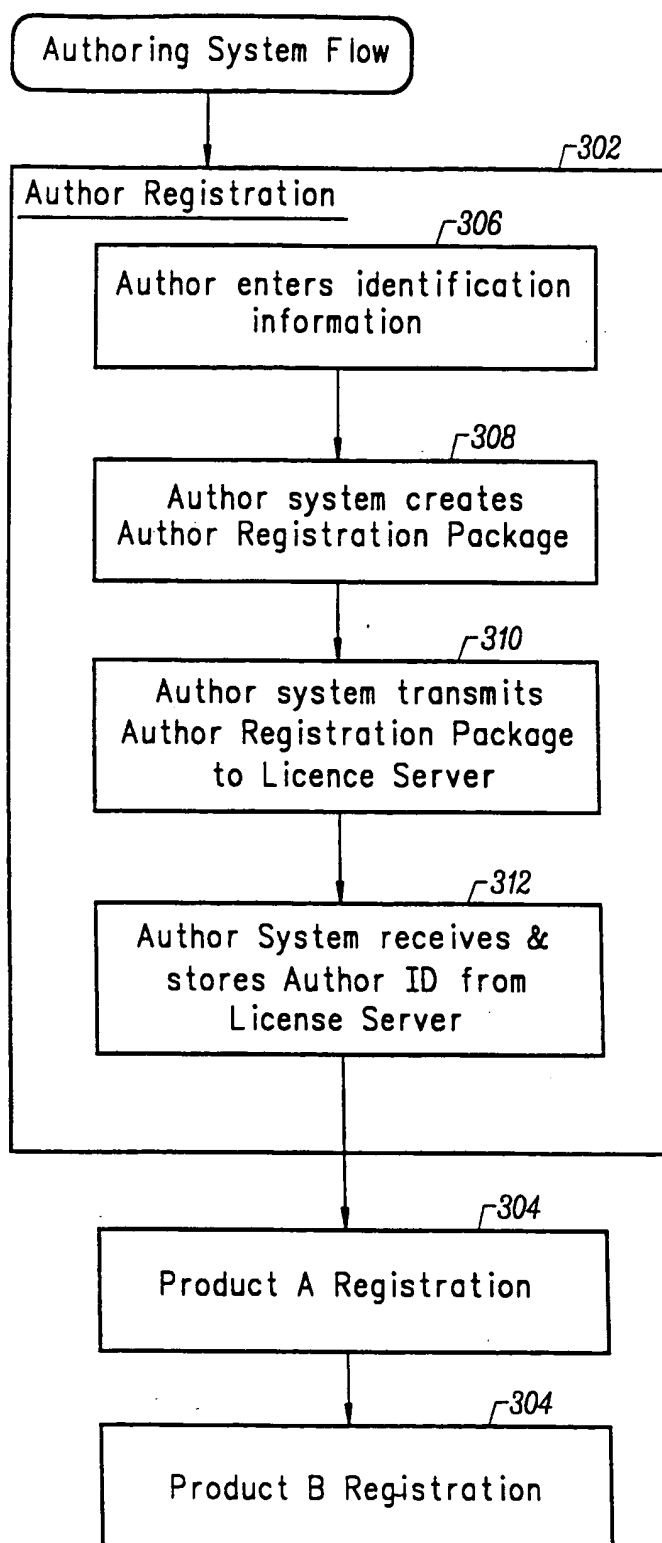 Authoring System Flow
302
Author Registration
306
Author enters identification
information
308
Author system creates
Author Registration Package
310
Author system transmits
Author Registration Package
to Licence Server
312
Author System receives &
stores Author ID from
License Server
304
Product A Registration
304
Product B Registration